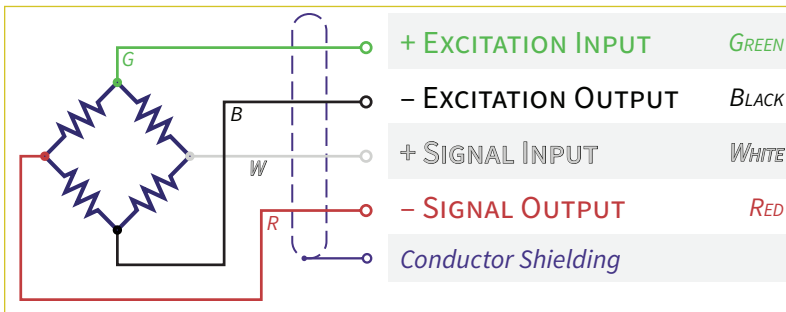 G
+ Excitation Input Green
B
– Excitation Output Black
W
+ Signal Input White
R
– Signal Output Red
Conductor Shielding